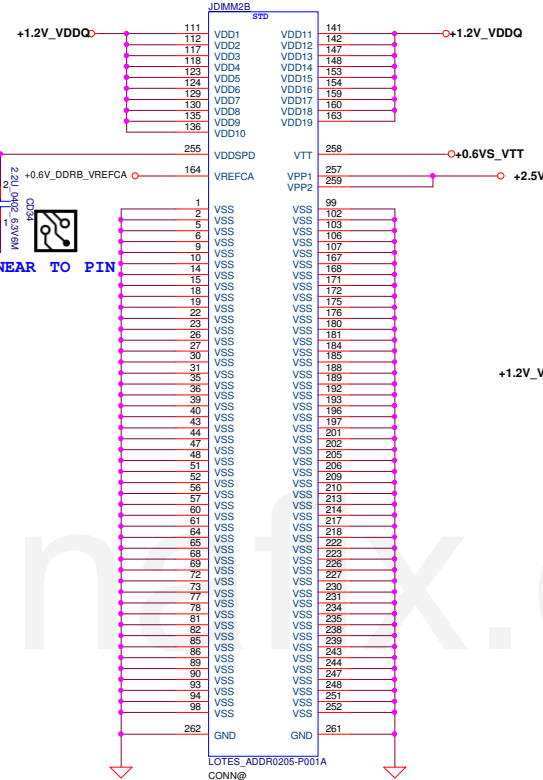 JDIMM2B
STD
+1.2V_VDDQ 111 VDD1 VDD11 141 +1.2V_VDDQ
112 VDD2 VDD12 142
117 VDD3 VDD13 147
118 VDD4 VDD14 148
123 VDD5 VDD15 153
124 VDD6 VDD16 154
129 VDD7 VDD17 159
130 VDD8 VDD18 160
135 VDD9 VDD19 163
136 VDD10
255 VDDSPD VTT 258 +0.6VS_VTT
+0.6V_DDRB_VREFCA 164 VREFCA VPP1 257 +2.5V
VPP2 259
2
1
2.2U_0402_6.3V6M
CD34
NEAR TO PIN
1 VSS VSS 99
2 VSS VSS 102
5 VSS VSS 103
6 VSS VSS 106
9 VSS VSS 107
10 VSS VSS 167
14 VSS VSS 168
15 VSS VSS 171
18 VSS VSS 172
19 VSS VSS 175
22 VSS VSS 176
23 VSS VSS 180
26 VSS VSS 181
27 VSS VSS 184
30 VSS VSS 185
31 VSS VSS 188
35 VSS VSS 189
36 VSS VSS 192
39 VSS VSS 193
40 VSS VSS 196
43 VSS VSS 197
44 VSS VSS 201
47 VSS VSS 202
48 VSS VSS 205
51 VSS VSS 206
52 VSS VSS 209
56 VSS VSS 210
57 VSS VSS 213
60 VSS VSS 214
61 VSS VSS 217
64 VSS VSS 218
65 VSS VSS 222
68 VSS VSS 223
69 VSS VSS 226
72 VSS VSS 227
73 VSS VSS 230
77 VSS VSS 231
78 VSS VSS 234
81 VSS VSS 235
82 VSS VSS 238
85 VSS VSS 239
86 VSS VSS 243
89 VSS VSS 244
90 VSS VSS 247
93 VSS VSS 248
94 VSS VSS 251
98 VSS VSS 252
262 GND GND 261
+1.2V_V
LOTES_ADDR0205-P001A
CONN@